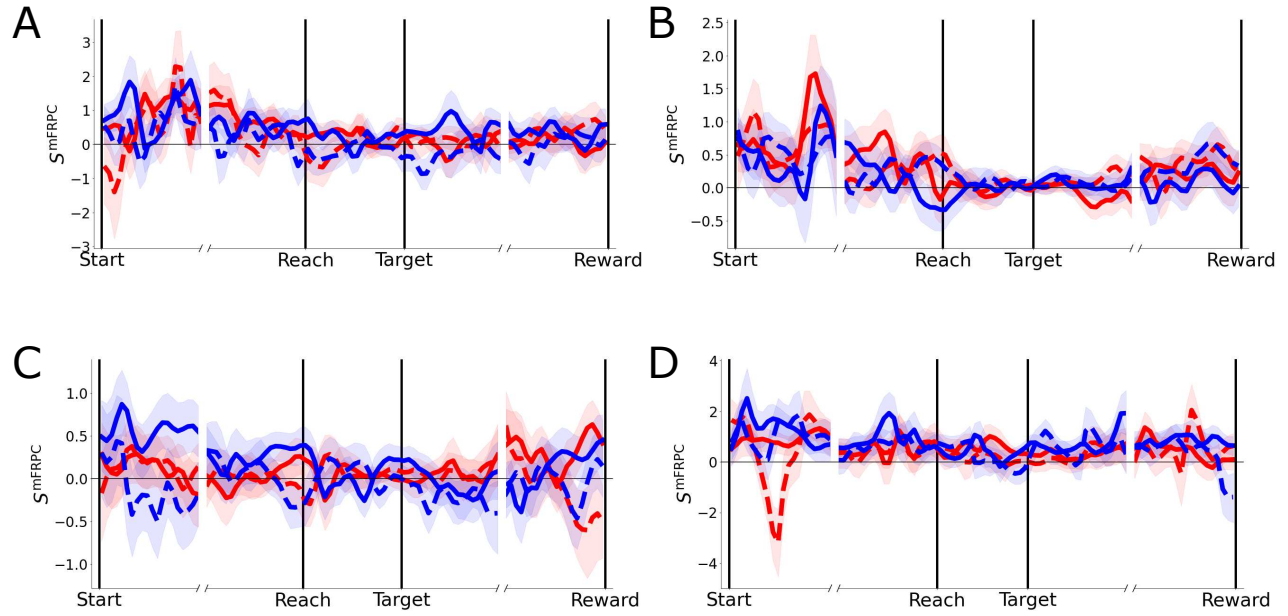 A
3
2
1
0
−1
−2
−3
S^mFRPC
Start
Reach
Target
Reward
B
2.5
2.0
1.5
1.0
0.5
0.0
−0.5
S^mFRPC
Start
Reach
Target
Reward
C
1.0
0.5
0.0
−0.5
−1.0
S^mFRPC
Start
Reach
Target
Reward
D
4
2
0
−2
−4
S^mFRPC
Start
Reach
Target
Reward